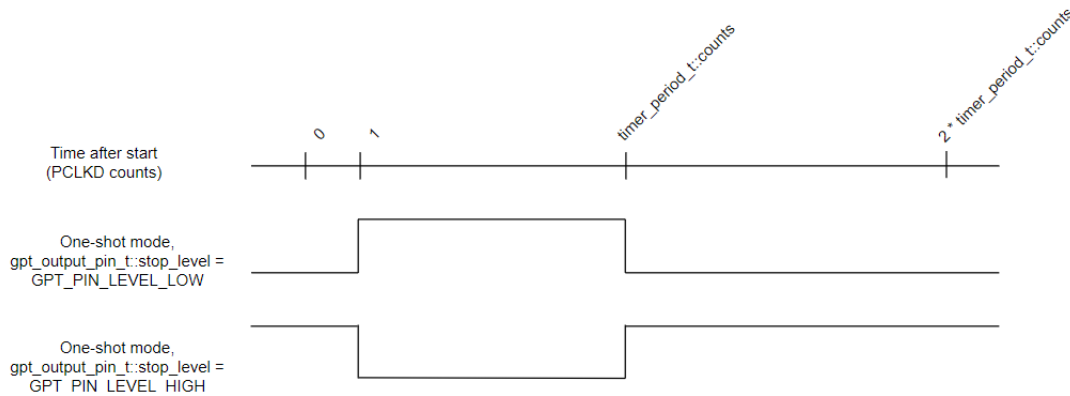 0
1
timer_period_t::counts
2 * timer_period_t::counts
Time after start
(PCLKD counts)
One-shot mode,
gpt_output_pin_t::stop_level =
GPT_PIN_LEVEL_LOW
One-shot mode,
gpt_output_pin_t::stop_level =
GPT_PIN_LEVEL_HIGH